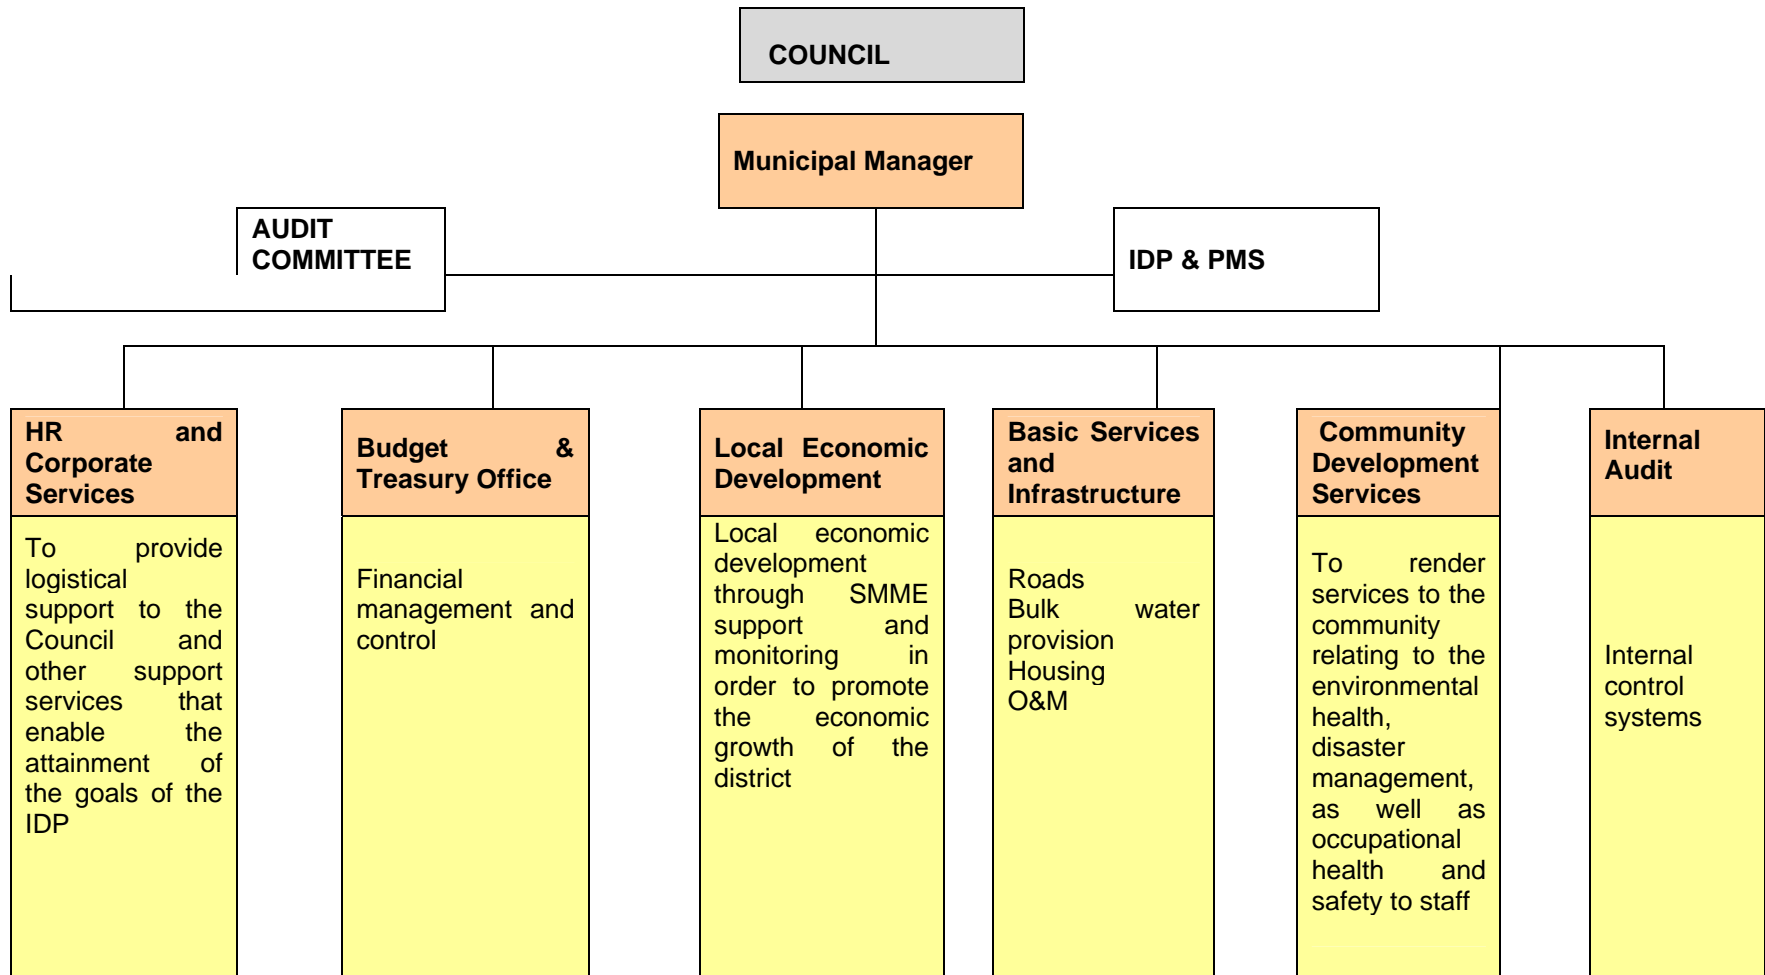 COUNCIL
Municipal Manager
AUDIT
COMMITTEE
IDP & PMS
HR and
Corporate
Services
To provide
logistical
support to the
Council and
other support
services that
enable the
attainment of
the goals of the
IDP
Budget &
Treasury Office
Financial
management and
control
Local Economic
Development
Local economic
development
through SMME
support and
monitoring in
order to promote
the economic
growth of the
district
Basic Services
and
Infrastructure
Roads
Bulk water
provision
Housing
O&M
Community
Development
Services
To render
services to the
community
relating to the
environmental
health,
disaster
management,
as well as
occupational
health and
safety to staff
Internal
Audit
Internal
control
systems